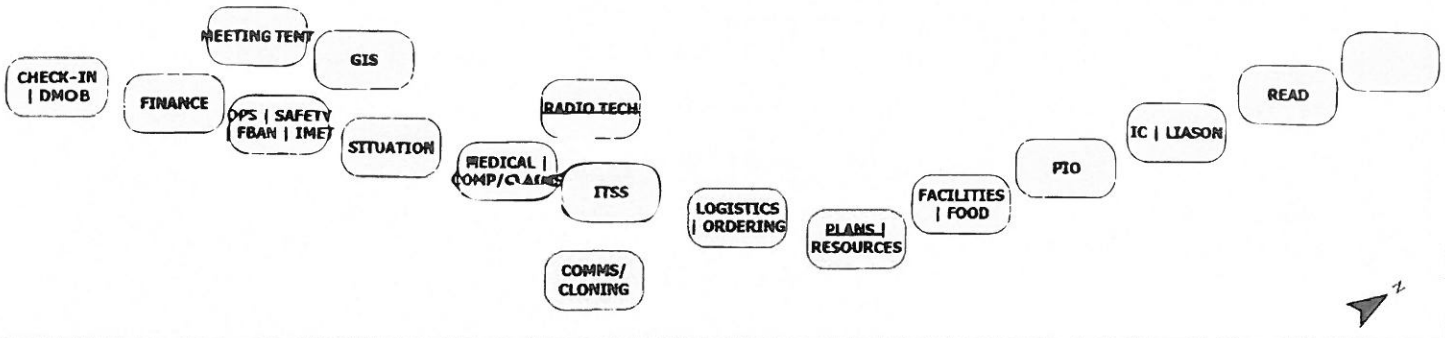 MEETING TENT
GIS
CHECK-IN
| DMOB
FINANCE
OPS | SAFETY
| FBAN | IMET
SITUATION
RADIO TECH
MEDICAL |
COMP/CLAIMS
ITSS
COMMS/
CLONING
LOGISTICS
| ORDERING
PLANS |
RESOURCES
FACILITIES
| FOOD
PIO
IC | LIASON
READ
N